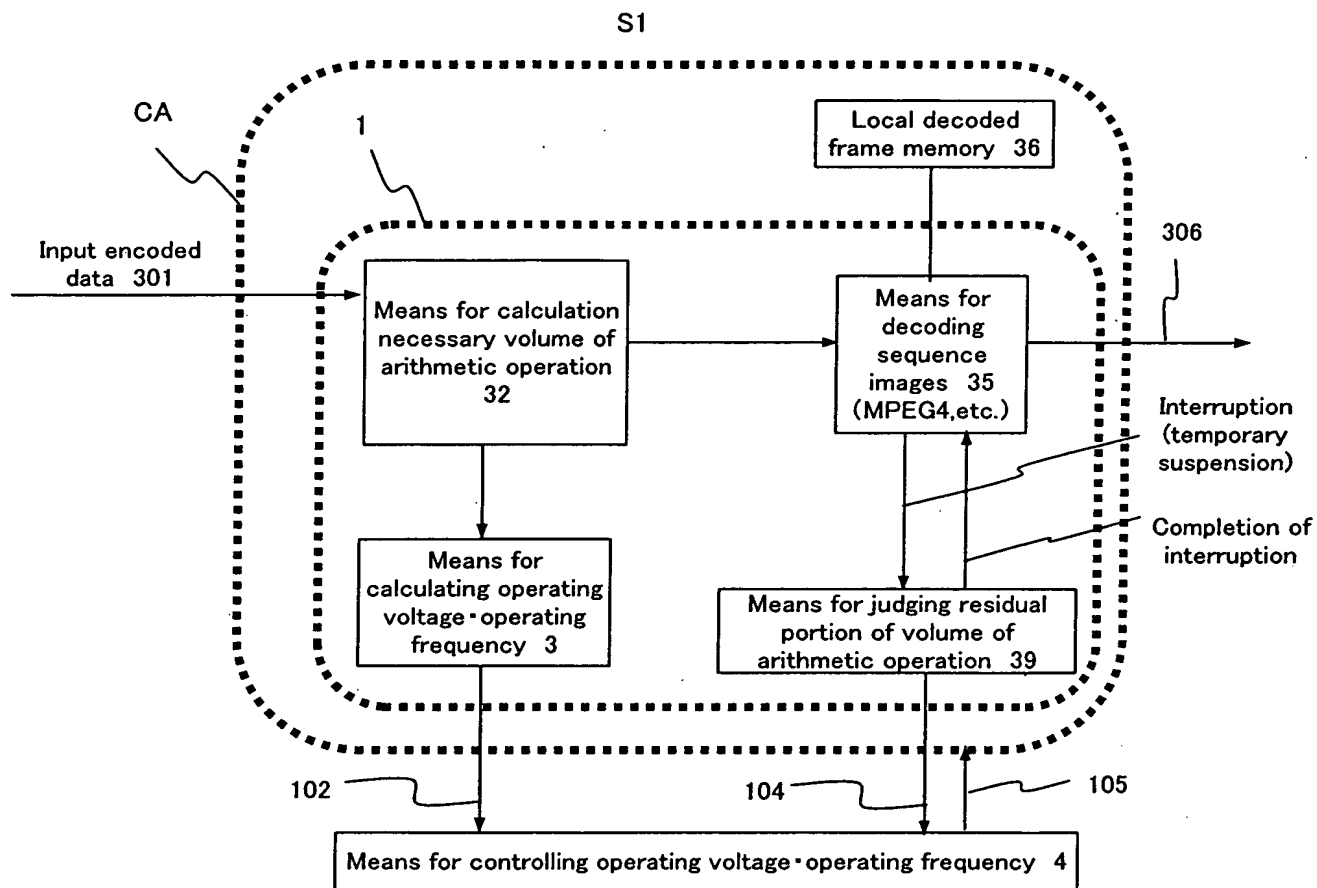 S1
CA
1
Local decoded
frame memory 36
Input encoded
data 301
306
Means for calculation
necessary volume of
arithmetic operation
32
Means for
decoding
sequence
images 35
(MPEG4,etc.)
Interruption
(temporary
suspension)
Completion of
interruption
Means for
calculating operating
voltage・operating
frequency 3
Means for judging residual
portion of volume of
arithmetic operation 39
102
104
105
Means for controlling operating voltage・operating frequency 4